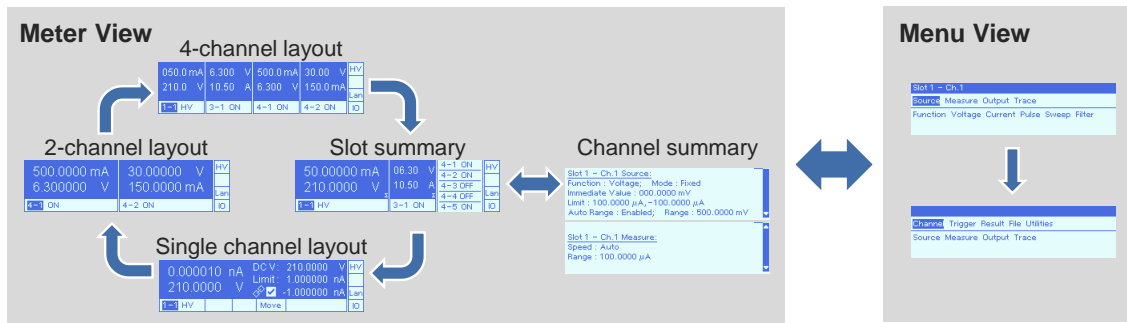 Meter View
4-channel layout
050.0 mA 6.300 V 500.0 mA 30.00 V HV
210.0 V 10.50 A 6.300 V 150.0 mA Lan
1-1 HV 3-1 ON 4-1 ON 4-2 ON IO
2-channel layout
500.0000 mA 30.00000 V HV
6.300000 V 150.0000 mA Lan
4-1 ON 4-2 ON IO
Slot summary
50.00000 mA 06.30 V 4-1 ON HV
4-2 ON
210.0000 V 10.50 A 4-3 OFF
4-4 OFF Lan
1-1 HV 3-1 ON 4-5 ON IO
Single channel layout
0.000010 nA DC V: 210.0000 V HV
210.0000 V Limit: 1.000000 nA
-1.000000 nA Lan
1-1 HV Move IO
Channel summary
Slot 1 - Ch.1 Source:
Function : Voltage; Mode : Fixed
Immediate Value : 000.0000 mV
Limit : 100.0000 µA, -100.0000 µA
Auto Range : Enabled; Range : 500.0000 mV
Slot 1 - Ch.1 Measure:
Speed : Auto
Range : 100.0000 µA
Menu View
Slot 1 - Ch.1
Source Measure Output Trace
Function Voltage Current Pulse Sweep Filter
Channel Trigger Result File Utilities
Source Measure Output Trace